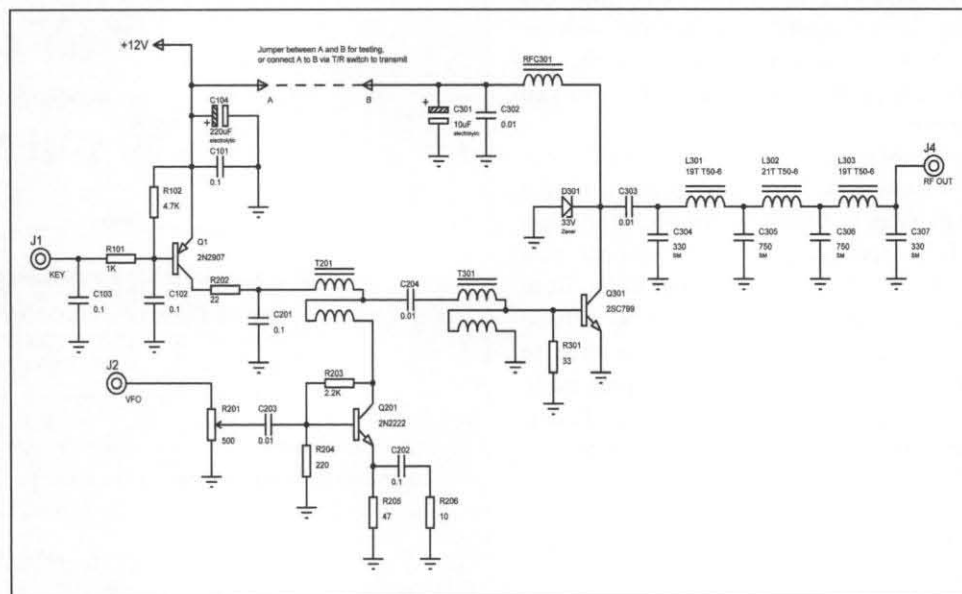 +12V
Jumper between A and B for testing,
or connect A to B via T/R switch to transmit
A
B
RFC301
C104
220uF
electrolytic
+
C101
0.1
+
C301
10uF
electrolytic
C302
0.01
J4
RF OUT
L301
19T T50-6
L302
21T T50-6
L303
19T T50-6
R102
4.7K
D301
33V
Zener
C303
0.01
C304
330
SM
C305
750
SM
C306
750
SM
C307
330
SM
J1
KEY
R101
1K
Q1
2N2907
T201
T301
R202
22
C204
0.01
Q301
2SC799
C103
0.1
C102
0.1
C201
0.1
R301
33
J2
VFO
R203
2.2K
R201
500
C203
0.01
Q201
2N2222
R204
220
C202
0.1
R205
47
R206
10